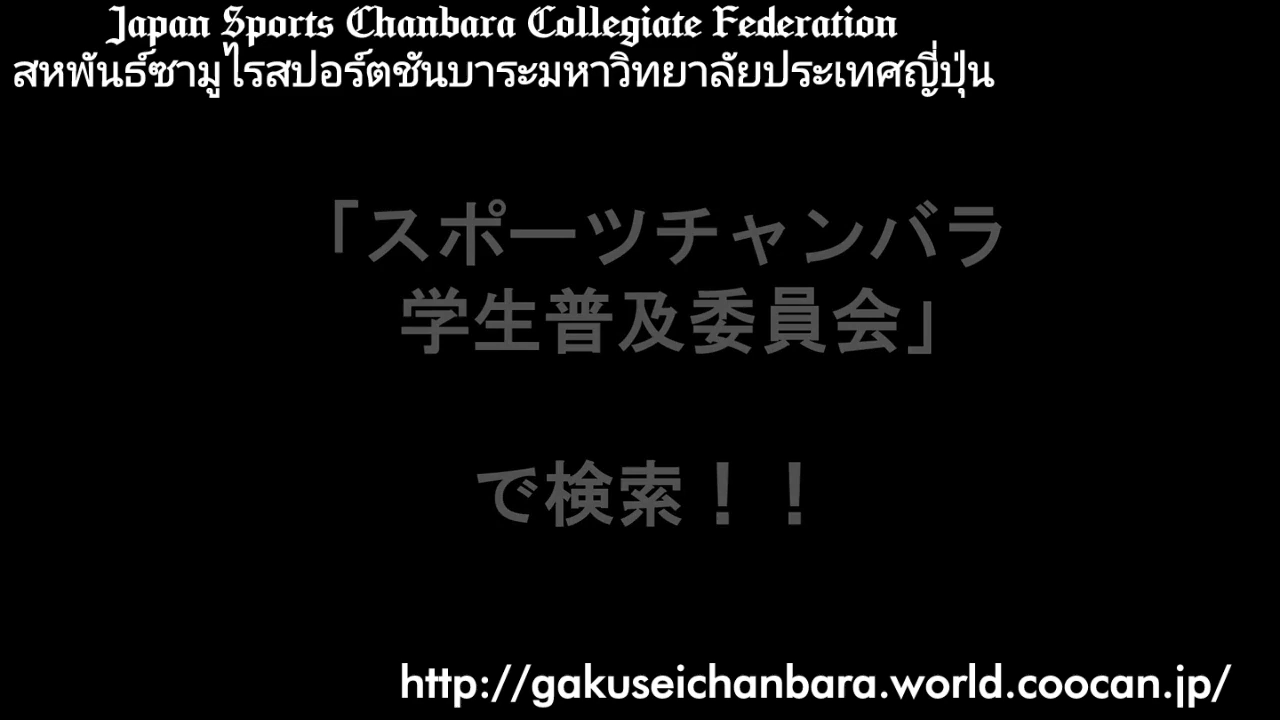 Japan Sports Chanbara Collegiate Federation
สหพันธ์ซามูไรสปอร์ตชันบาระมหาวิทยาลัยประเทศญี่ปุ่น
「スポーツチャンバラ
学生普及委員会」
で検索！！
http://gakuseichanbara.world.coocan.jp/